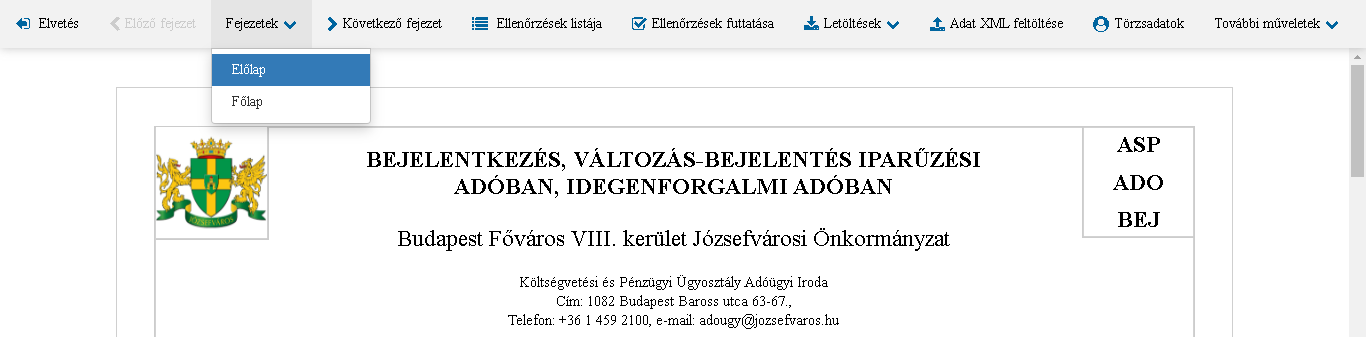 Elvetés
Előző fejezet
Fejezetek
Következő fejezet
Ellenőrzések listája
Ellenőrzések futtatása
Letöltések
Adat XML feltöltése
Törzsadatok
További műveletek
Előlap
Főlap
JÓZSEFVÁROS
BEJELENTKEZÉS, VÁLTOZÁS-BEJELENTÉS IPARŰZÉSI
ADÓBAN, IDEGENFORGALMI ADÓBAN
ASP
ADO
BEJ
Budapest Főváros VIII. kerület Józsefvárosi Önkormányzat
Költségvetési és Pénzügyi Ügyosztály Adóügyi Iroda
Cím: 1082 Budapest Baross utca 63-67.,
Telefon: +36 1 459 2100, e-mail: adougy@jozsefvaros.hu